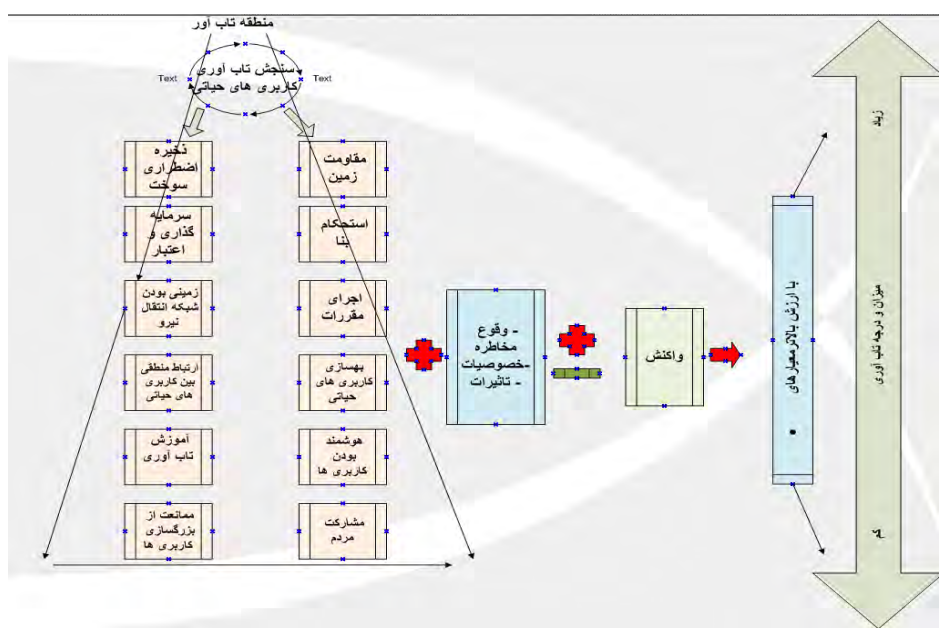 منطقه تاب آور
سنجش تاب آوری
کاربری های حیاتی
Text
Text
مقاومت
زمین
ذخیره
اضطراری
سوخت
استحکام
بنا
سرمایه
گذاری و
اعتبار
اجرای
مقررات
زمینی بودن
شبکه انتقال
نیرو
بهسازی
کاربری های
حیاتی
ارتباط منطقی
بین کاربری
های حیاتی
هوشمند
بودن
کاربری ها
آموزش
تاب آوری
مشارکت
مردم
ممانعت از
بزرگسازی
کاربری ها
- وقوع
مخاطره
-خصوصیات
- تاثیرات
واکنش
با ارزش بالاترمعیارهای
•
زیاد
میزان و درجه تاب آوری
کم